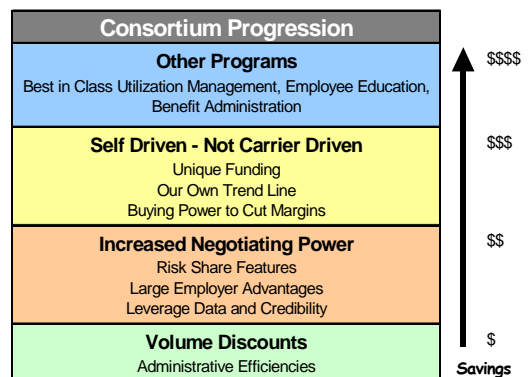 Consortium Progression
Other Programs
Best in Class Utilization Management, Employee Education,
Benefit Administration
$$$$
Self Driven - Not Carrier Driven
Unique Funding
Our Own Trend Line
Buying Power to Cut Margins
$$$
Increased Negotiating Power
Risk Share Features
Large Employer Advantages
Leverage Data and Credibility
$$
Volume Discounts
Administrative Efficiencies
$
Savings